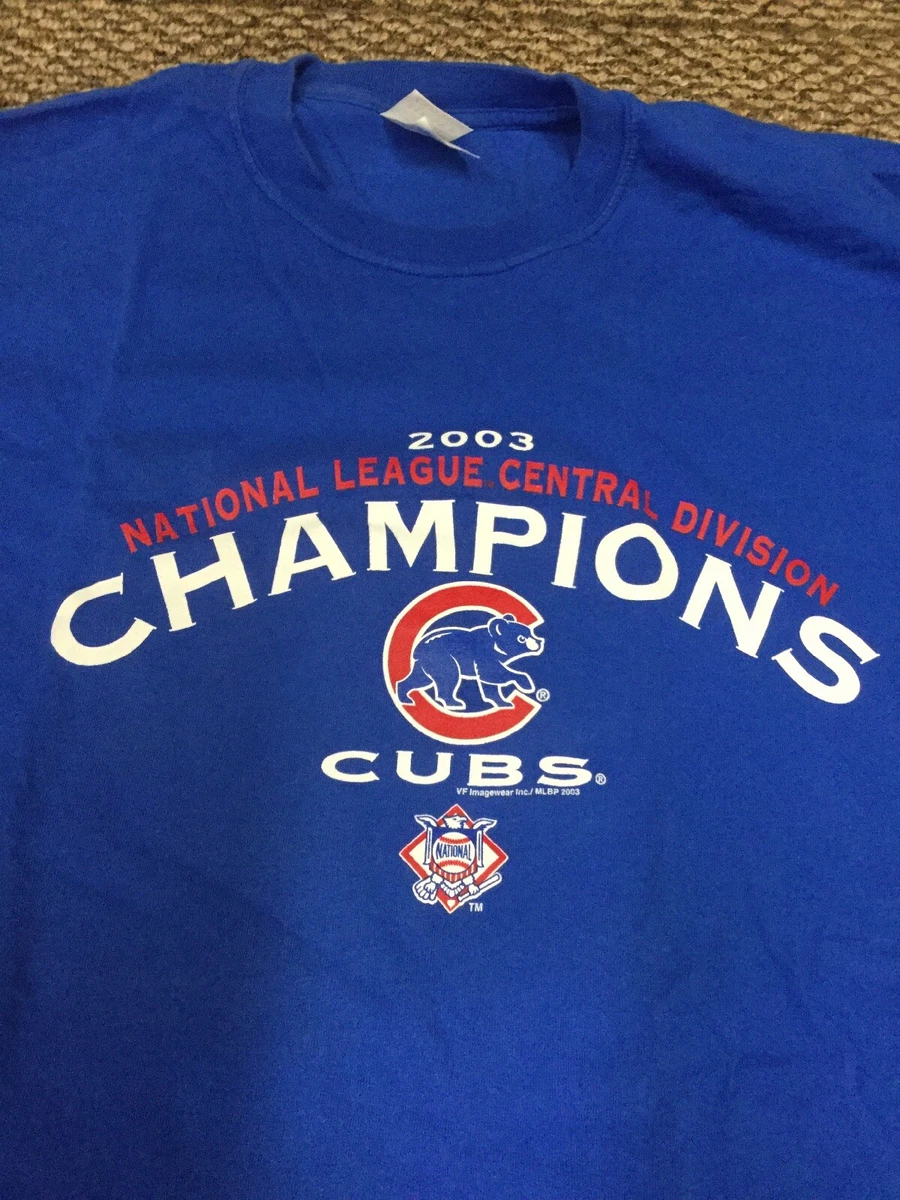 2003
NATIONAL LEAGUE CENTRAL DIVISION
CHAMPIONS
®
CUBS®
VF Imagewear Inc./ MLBP 2003
NATIONAL
TM